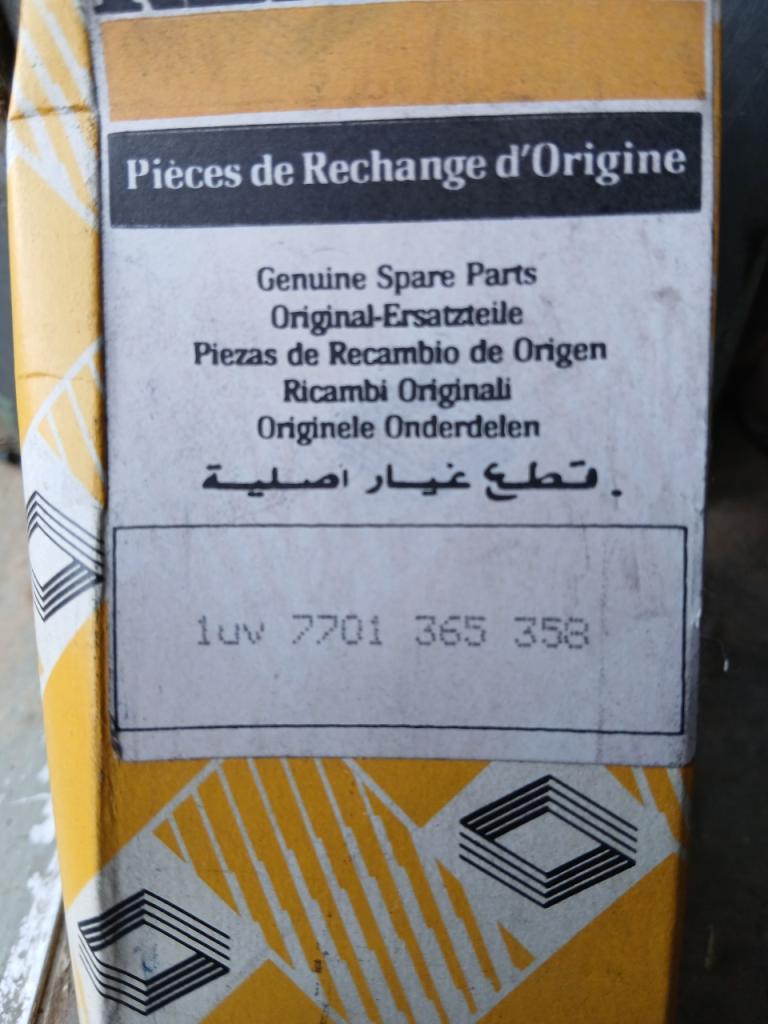 Pièces de Rechange d'Origine
Genuine Spare Parts
Original-Ersatzteile
Piezas de Recambio de Origen
Ricambi Originali
Originele Onderdelen
قطع غيار اصلية .
1uv 7701 365 358